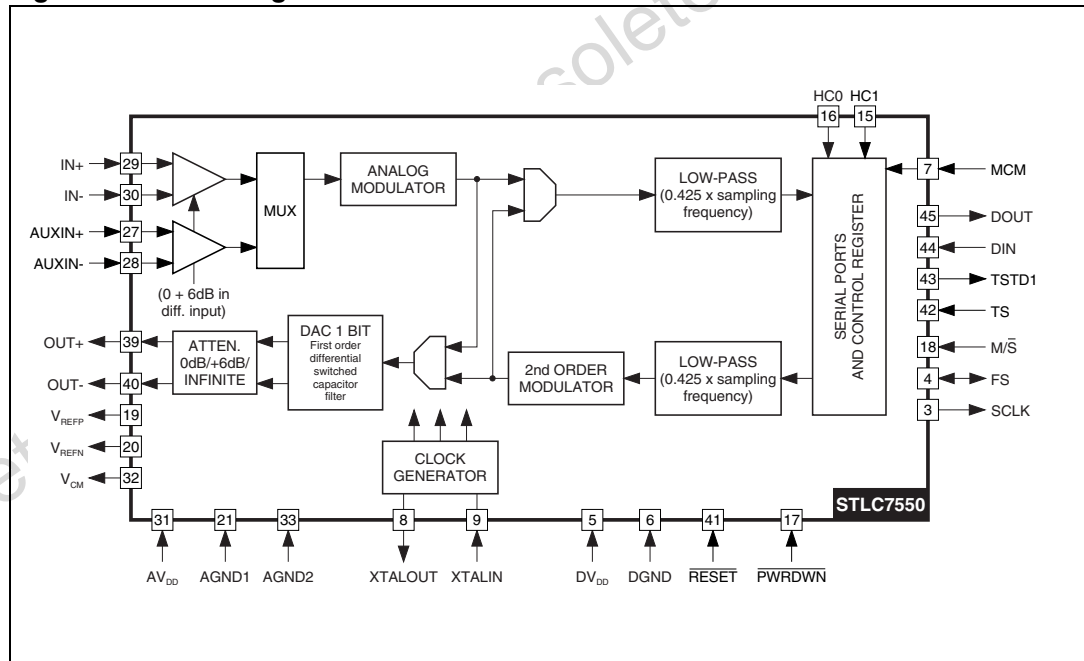 solete
HC0 HC1
16 15
IN+ 29
IN- 30
AUXIN+ 27
AUXIN- 28
(0 + 6dB in
diff. input)
MUX
ANALOG
MODULATOR
LOW-PASS
(0.425 x sampling
frequency)
SERIAL PORTS
AND CONTROL REGISTER
7 MCM
45 DOUT
44 DIN
43 TSTD1
42 TS
18 M/S̅
4 FS
3 SCLK
OUT+ 39
OUT- 40
VREFP 19
VREFN 20
VCM 32
ATTEN.
0dB/+6dB/
INFINITE
DAC 1 BIT
First order
differential
switched
capacitor
filter
2nd ORDER
MODULATOR
LOW-PASS
(0.425 x sampling
frequency)
CLOCK
GENERATOR
STLC7550
31 21 33 8 9 5 6 41 17
AVDD AGND1 AGND2 XTALOUT XTALIN DVDD DGND R̅E̅S̅E̅T̅ P̅W̅R̅D̅W̅N̅